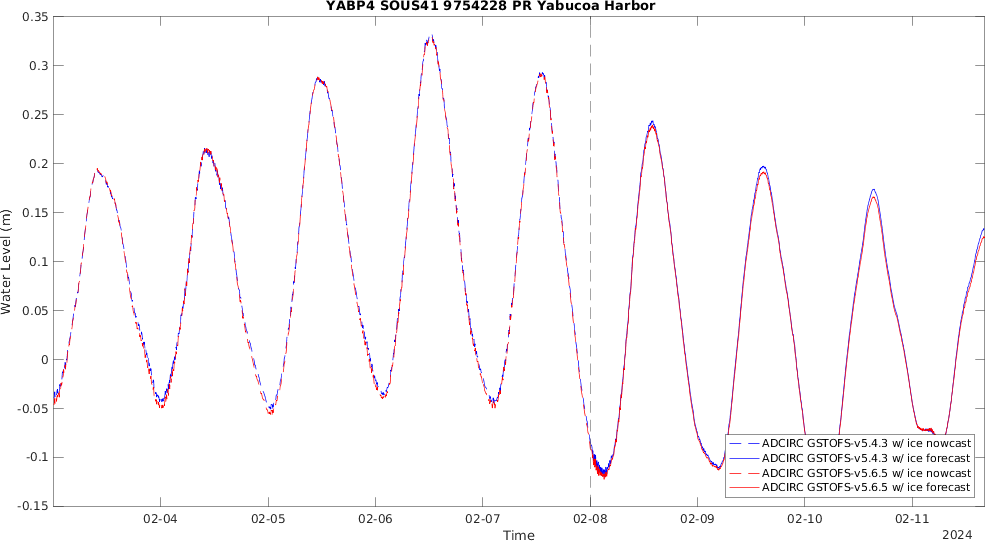 YABP4 SOUS41 9754228 PR Yabucoa Harbor
0.35
0.3
0.25
0.2
0.15
0.1
0.05
0
-0.05
-0.1
-0.15
Water Level (m)
02-04 02-05 02-06 02-07 02-08 02-09 02-10 02-11
Time
2024
ADCIRC GSTOFS-v5.4.3 w/ ice nowcast
ADCIRC GSTOFS-v5.4.3 w/ ice forecast
ADCIRC GSTOFS-v5.6.5 w/ ice nowcast
ADCIRC GSTOFS-v5.6.5 w/ ice forecast